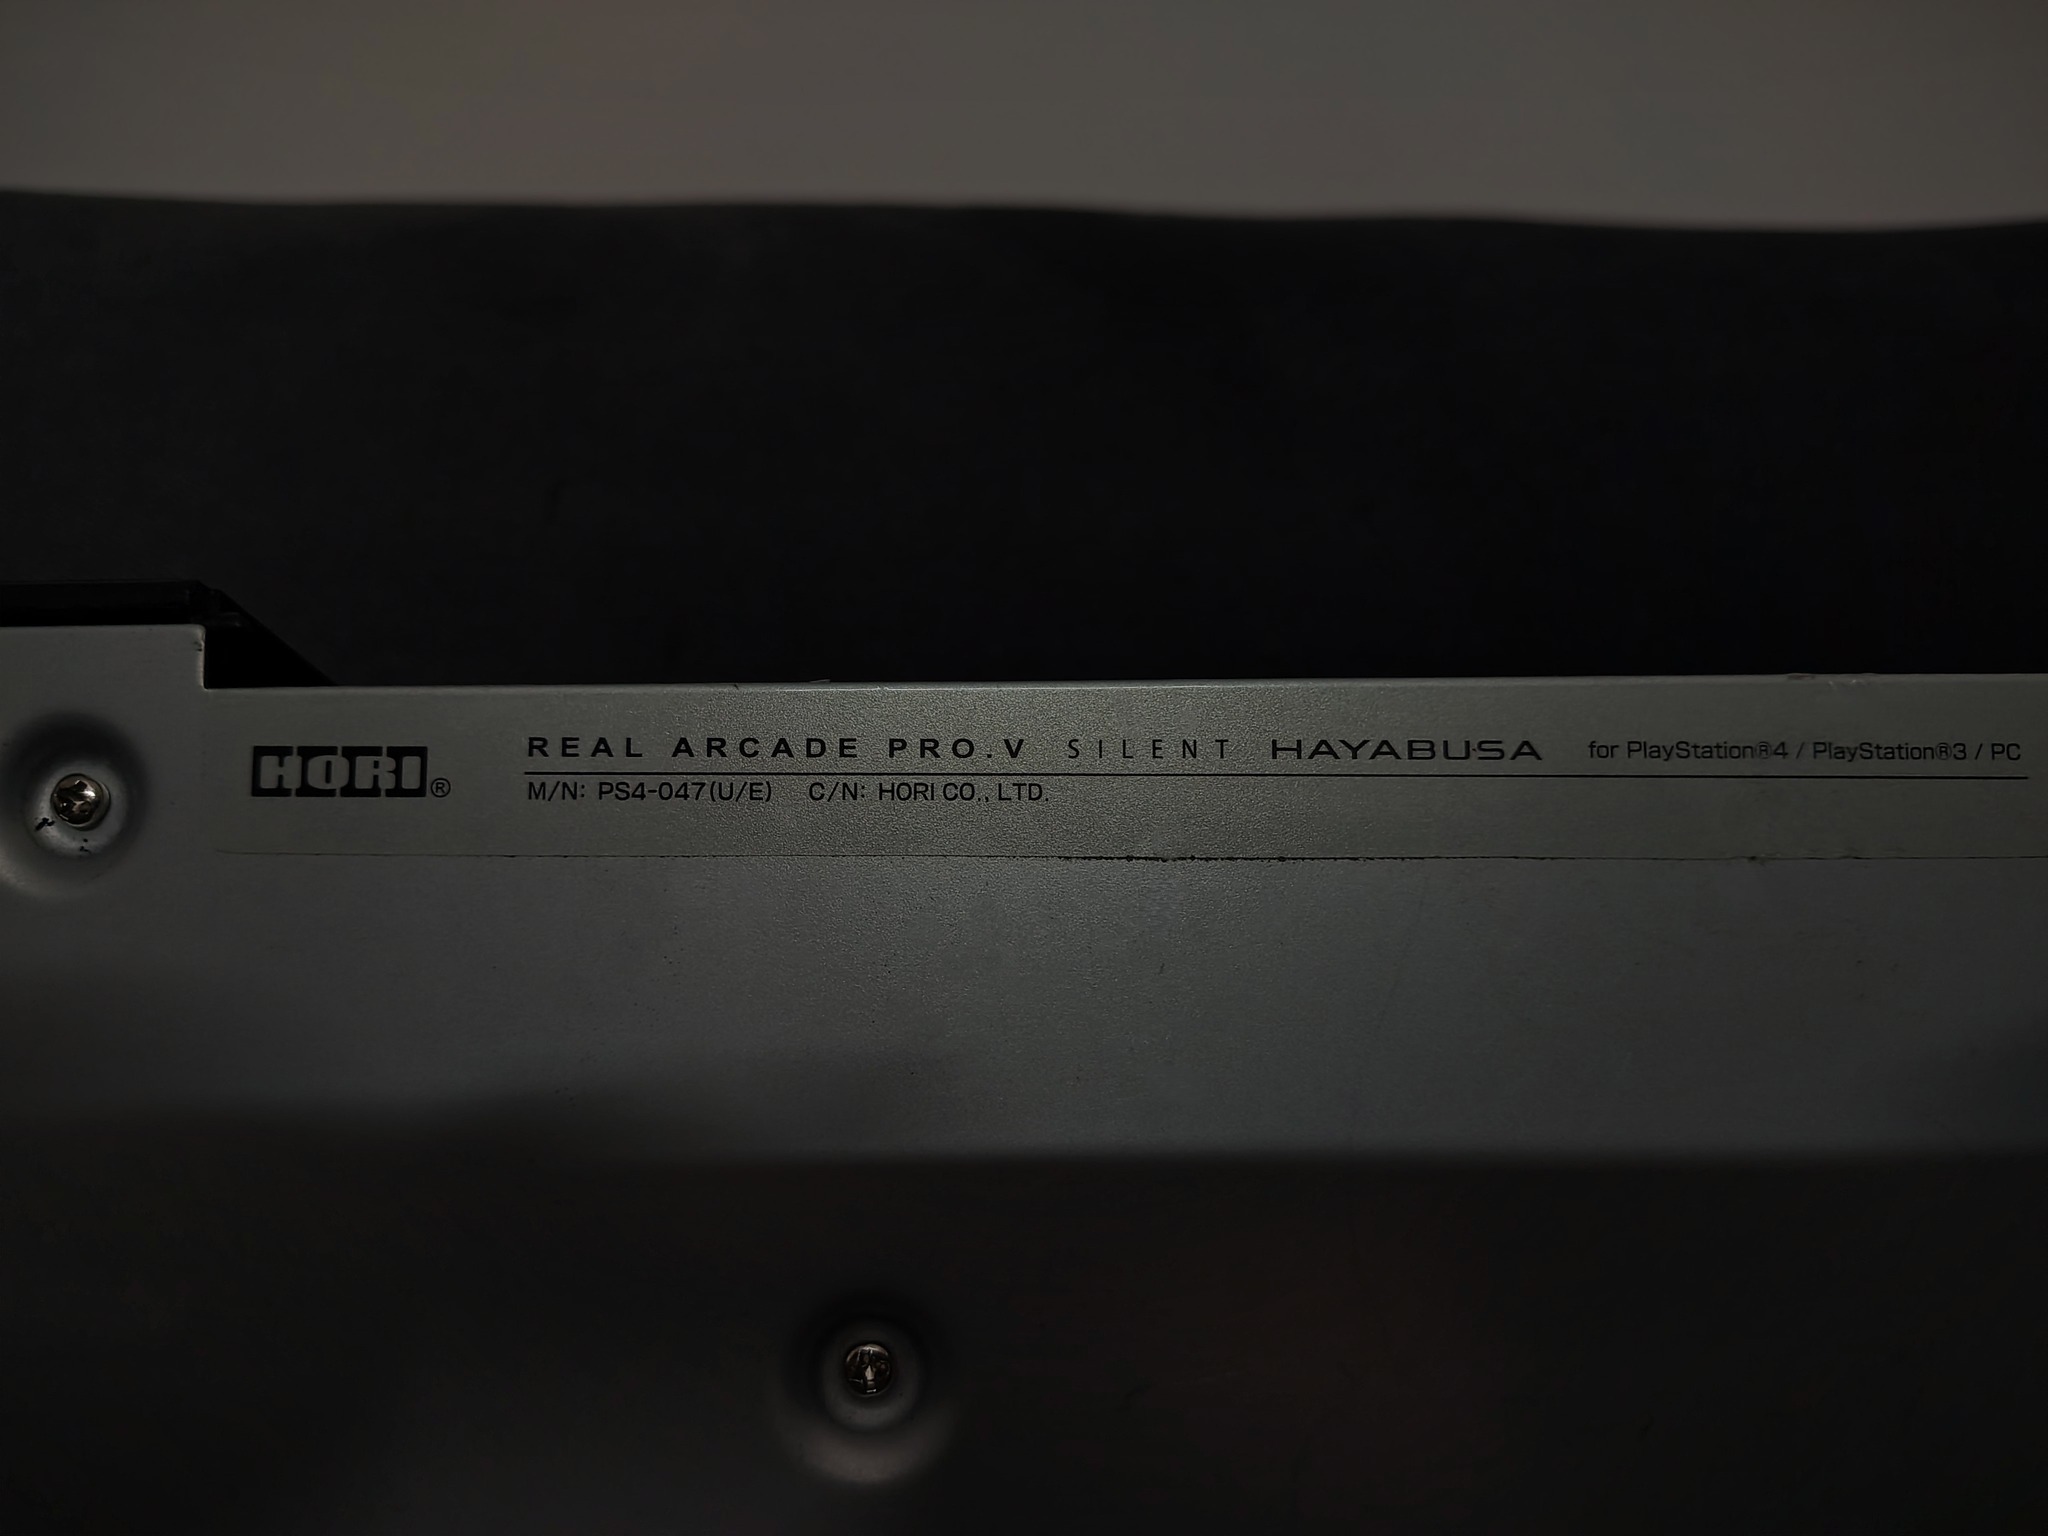 HORI®
REAL ARCADE PRO.V SILENT HAYABUSA for PlayStation®4 / PlayStation®3 / PC
M/N: PS4-047(U/E) C/N: HORI CO., LTD.